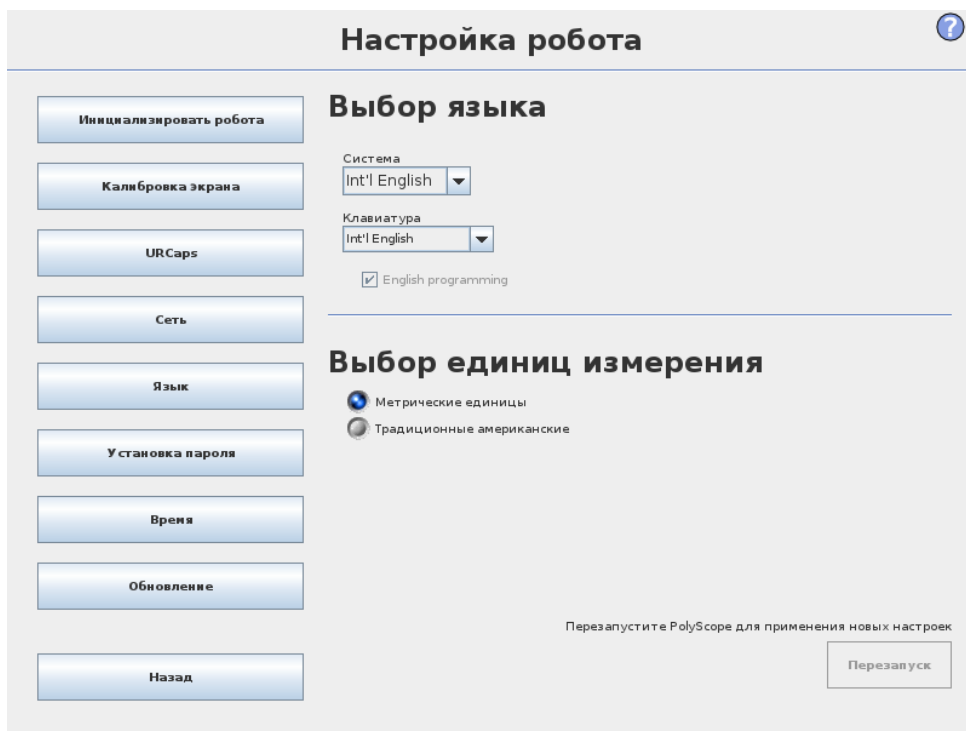 Настройка робота
?
Инициализировать робота
Калибровка экрана
URCaps
Сеть
Язык
Установка пароля
Время
Обновление
Назад
Выбор языка
Система
Int'l English
Клавиатура
Int'l English
English programming
Выбор единиц измерения
Метрические единицы
Традиционные американские
Перезапустите PolyScope для применения новых настроек
Перезапуск